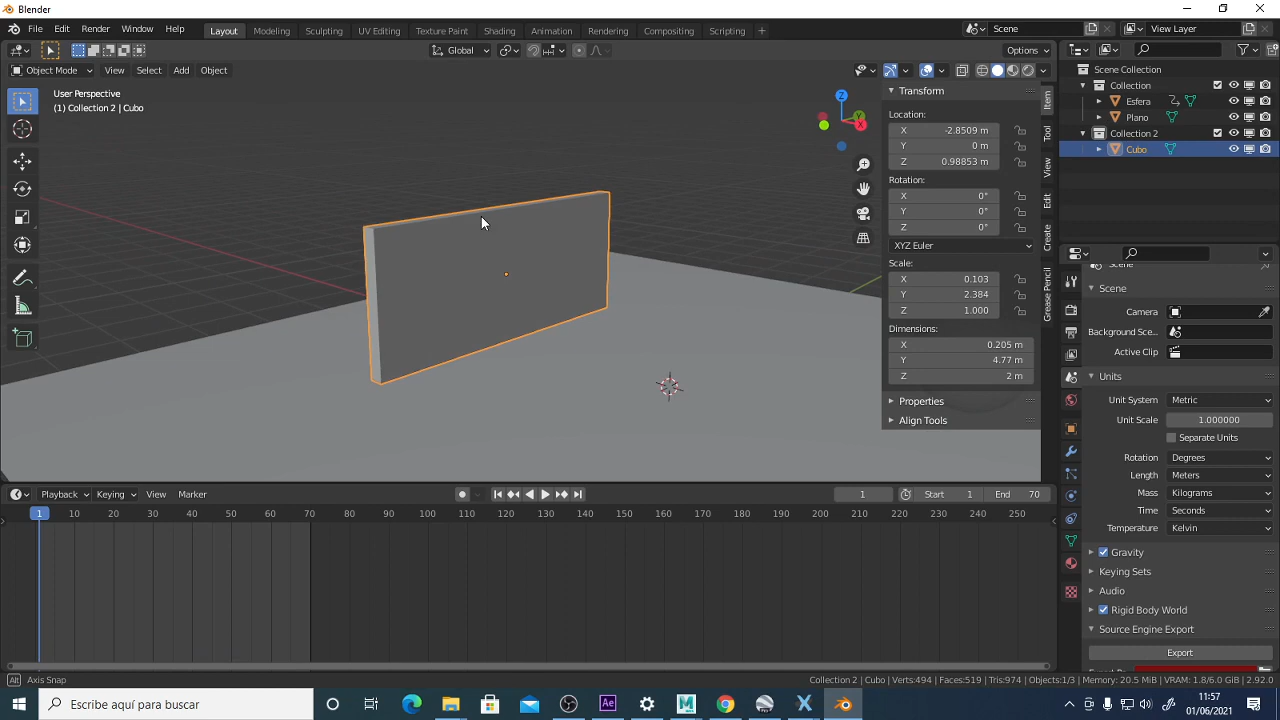 Blender
File Edit Render Window Help Layout Modeling Sculpting UV Editing Texture Paint Shading Animation Rendering Compositing Scripting + Scene View Layer
Global Options
Object Mode View Select Add Object
User Perspective
(1) Collection 2 | Cubo
Z
Y
X
Transform
Location:
X -2.8509 m
Y 0 m
Z 0.98853 m
Rotation:
X 0°
Y 0°
Z 0°
XYZ Euler
Scale:
X 0.103
Y 2.384
Z 1.000
Dimensions:
X 0.205 m
Y 4.77 m
Z 2 m
Properties
Align Tools
Item
Tool
View
Edit
Create
Grease Pencil
Scene Collection
Collection
Esfera
Plano
Collection 2
Cubo
Scene
Scene
Camera
Background Sce...
Active Clip
Units
Unit System Metric
Unit Scale 1.000000
Separate Units
Rotation Degrees
Length Meters
Mass Kilograms
Time Seconds
Temperature Kelvin
Gravity
Keying Sets
Audio
Rigid Body World
Source Engine Export
Export
Playback Keying View Marker 1 Start 1 End 70
1 10 20 30 40 50 60 70 80 90 100 110 120 130 140 150 160 170 180 190 200 210 220 230 240 250
Alt Axis Snap Collection 2 | Cubo | Verts:494 | Faces:519 | Tris:974 | Objects:1/3 | Memory: 20.5 MiB | VRAM: 1.8/6.0 GiB | 2.92.0
Escribe aquí para buscar
Ae
11:57
01/06/2021